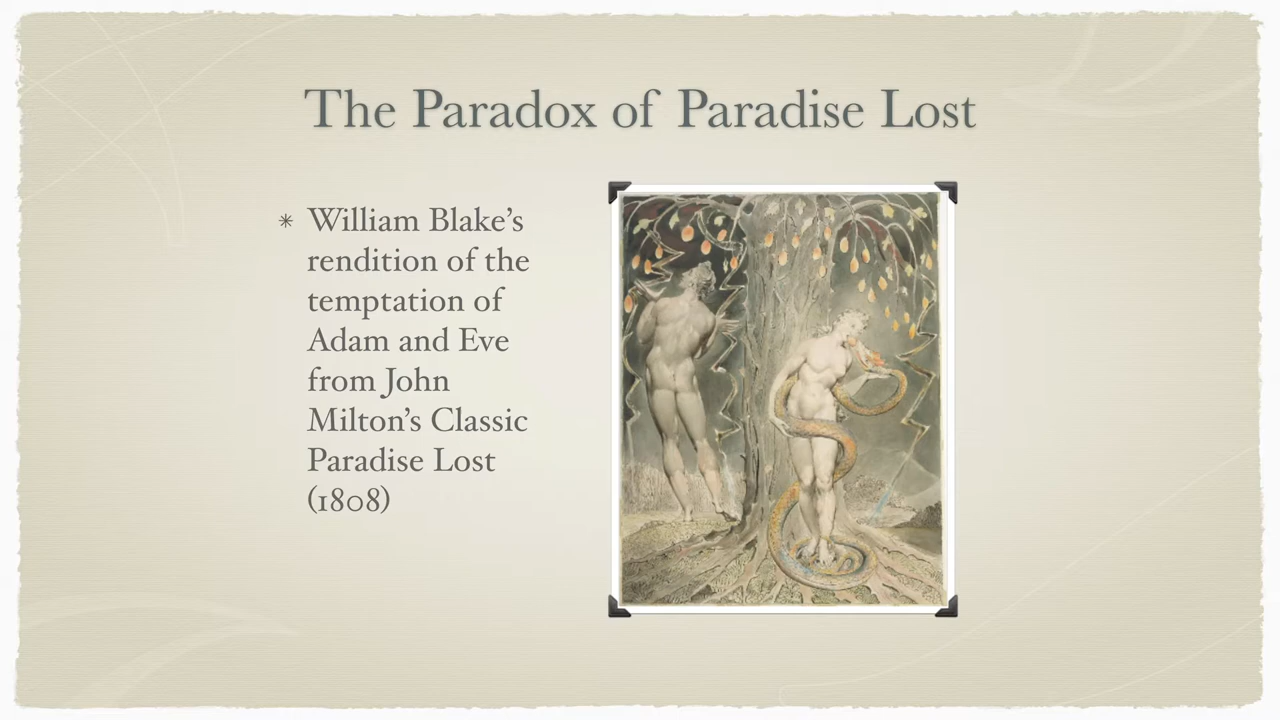 The Paradox of Paradise Lost
William Blake’s
rendition of the
temptation of
Adam and Eve
from John
Milton’s Classic
Paradise Lost
(1808)